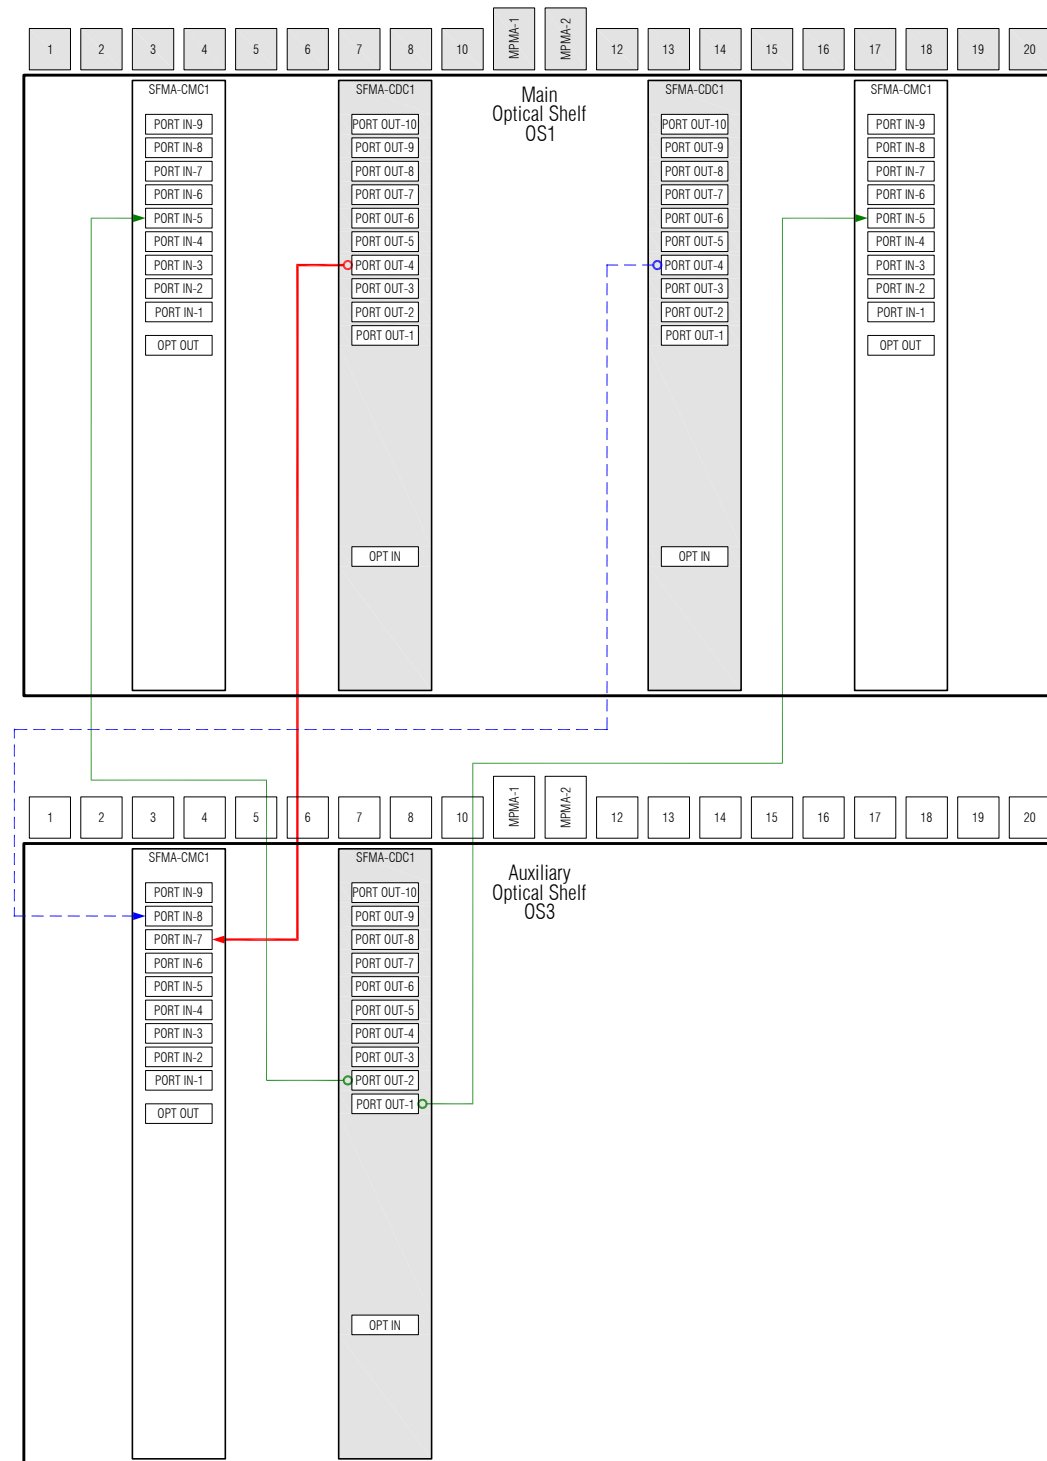 1
2
3
4
5
6
7
8
10
MPMA-1
MPMA-2
12
13
14
15
16
17
18
19
20
SFMA-CMC1
PORT IN-9
PORT IN-8
PORT IN-7
PORT IN-6
PORT IN-5
PORT IN-4
PORT IN-3
PORT IN-2
PORT IN-1
OPT OUT
SFMA-CDC1
PORT OUT-10
PORT OUT-9
PORT OUT-8
PORT OUT-7
PORT OUT-6
PORT OUT-5
PORT OUT-4
PORT OUT-3
PORT OUT-2
PORT OUT-1
OPT IN
Main
Optical Shelf
OS1
SFMA-CDC1
PORT OUT-10
PORT OUT-9
PORT OUT-8
PORT OUT-7
PORT OUT-6
PORT OUT-5
PORT OUT-4
PORT OUT-3
PORT OUT-2
PORT OUT-1
OPT IN
SFMA-CMC1
PORT IN-9
PORT IN-8
PORT IN-7
PORT IN-6
PORT IN-5
PORT IN-4
PORT IN-3
PORT IN-2
PORT IN-1
OPT OUT
1
2
3
4
5
6
7
8
10
MPMA-1
MPMA-2
12
13
14
15
16
17
18
19
20
SFMA-CMC1
PORT IN-9
PORT IN-8
PORT IN-7
PORT IN-6
PORT IN-5
PORT IN-4
PORT IN-3
PORT IN-2
PORT IN-1
OPT OUT
SFMA-CDC1
PORT OUT-10
PORT OUT-9
PORT OUT-8
PORT OUT-7
PORT OUT-6
PORT OUT-5
PORT OUT-4
PORT OUT-3
PORT OUT-2
PORT OUT-1
OPT IN
Auxiliary
Optical Shelf
OS3